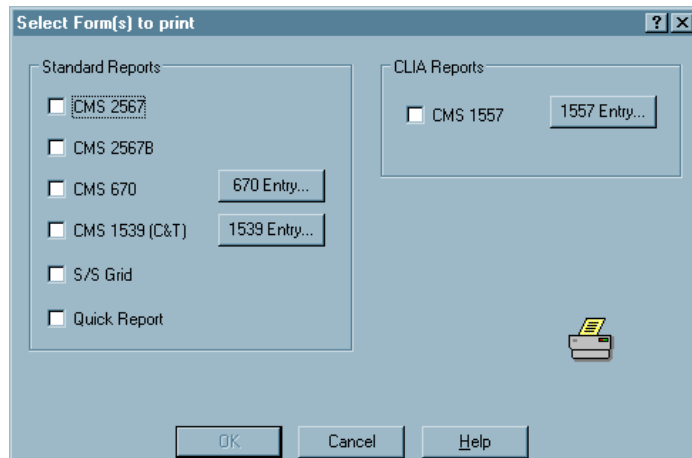 Select Form(s) to print
Standard Reports
CMS 2567
CMS 2567B
CMS 670
670 Entry...
CMS 1539 (C&T)
1539 Entry...
S/S Grid
Quick Report
CLIA Reports
CMS 1557
1557 Entry...
OK
Cancel
Help